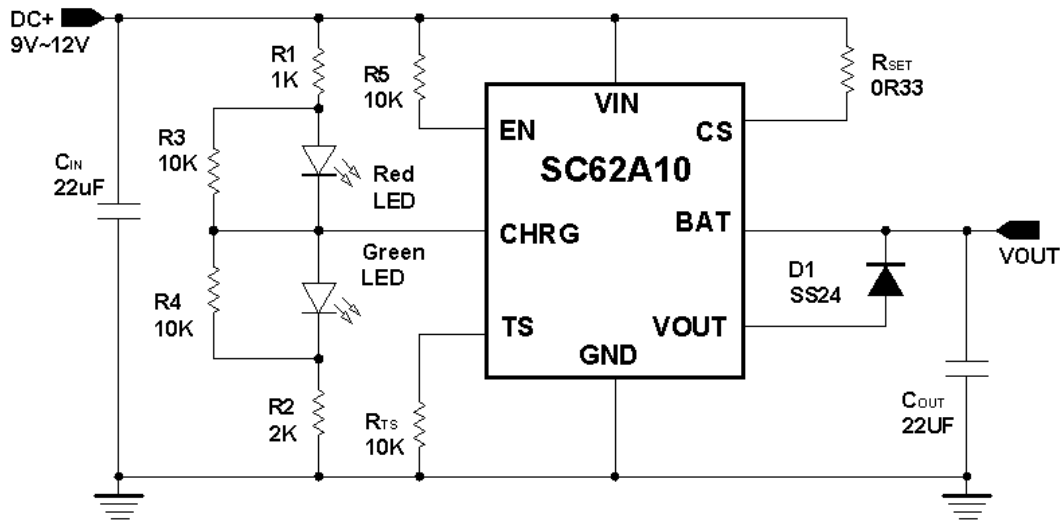 DC+
9V~12V
R1
1K
R5
10K
RSET
0R33
VIN
EN
CS
SC62A10
R3
10K
CIN
22uF
Red
LED
CHRG
BAT
Green
LED
VOUT
D1
SS24
R4
10K
TS
VOUT
GND
R2
2K
RTS
10K
COUT
22UF